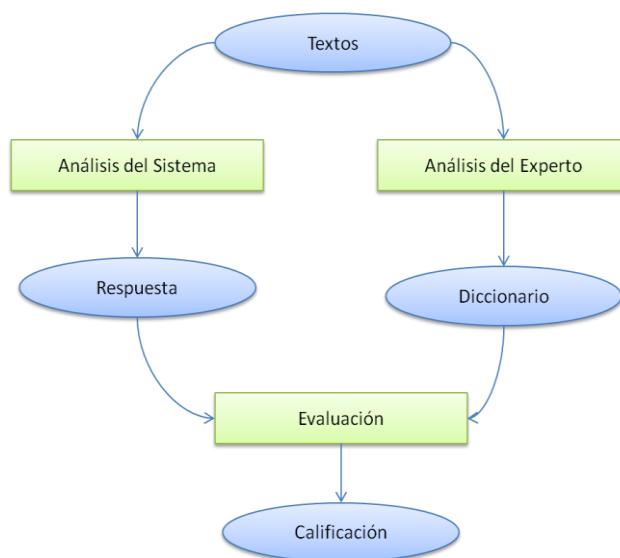 Textos
Análisis del Sistema
Análisis del Experto
Respuesta
Diccionario
Evaluación
Calificación